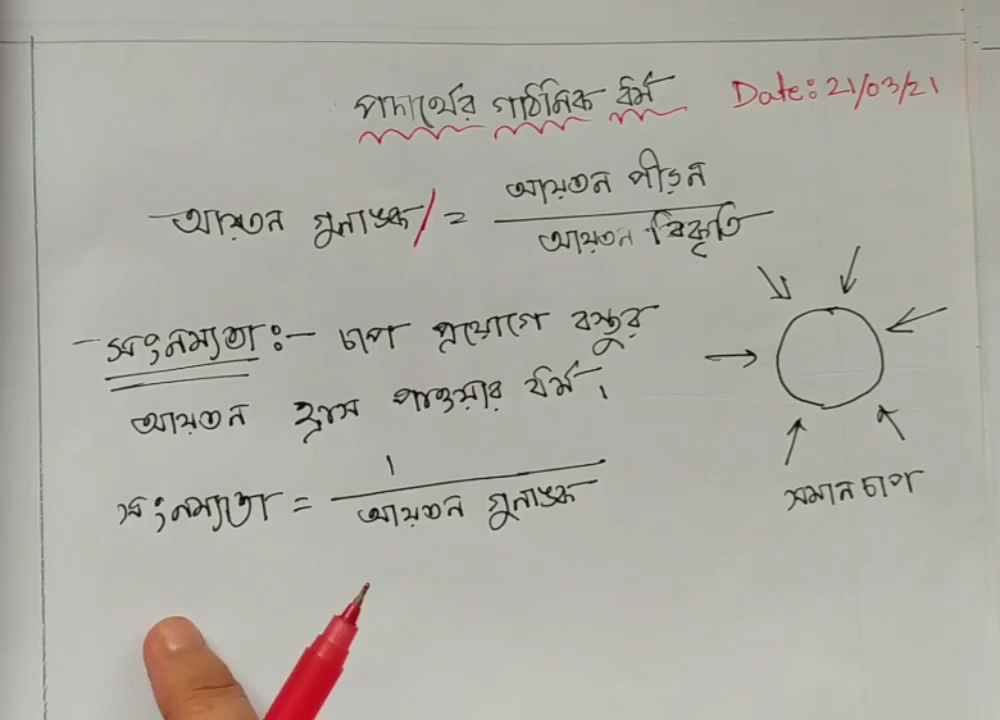 পদার্থের গাঠনিক ধর্ম Date: 21/03/21
আয়তন গুনাঙ্ক = আয়তন পীড়ন
আয়তন বিকৃতি
সংনম্যতা :- চাপ প্রয়োগে বস্তুর
আয়তন হ্রাস পাওয়ার ধর্ম।
সংনম্যতা = 1
আয়তন গুনাঙ্ক
সমান চাপ